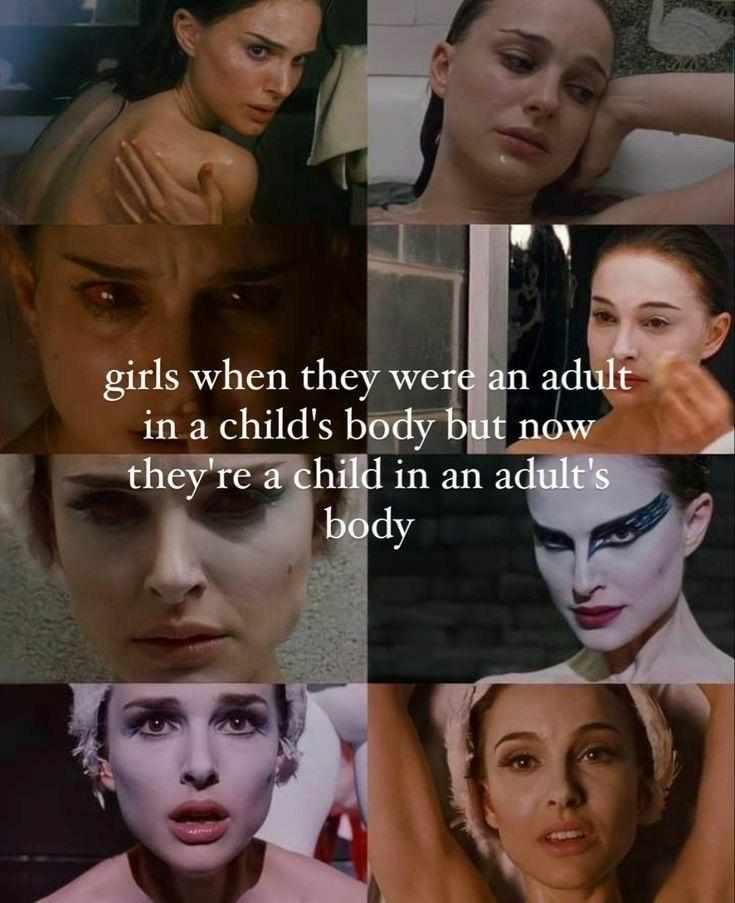 girls when they were an adult
in a child's body but now
they're a child in an adult's
body